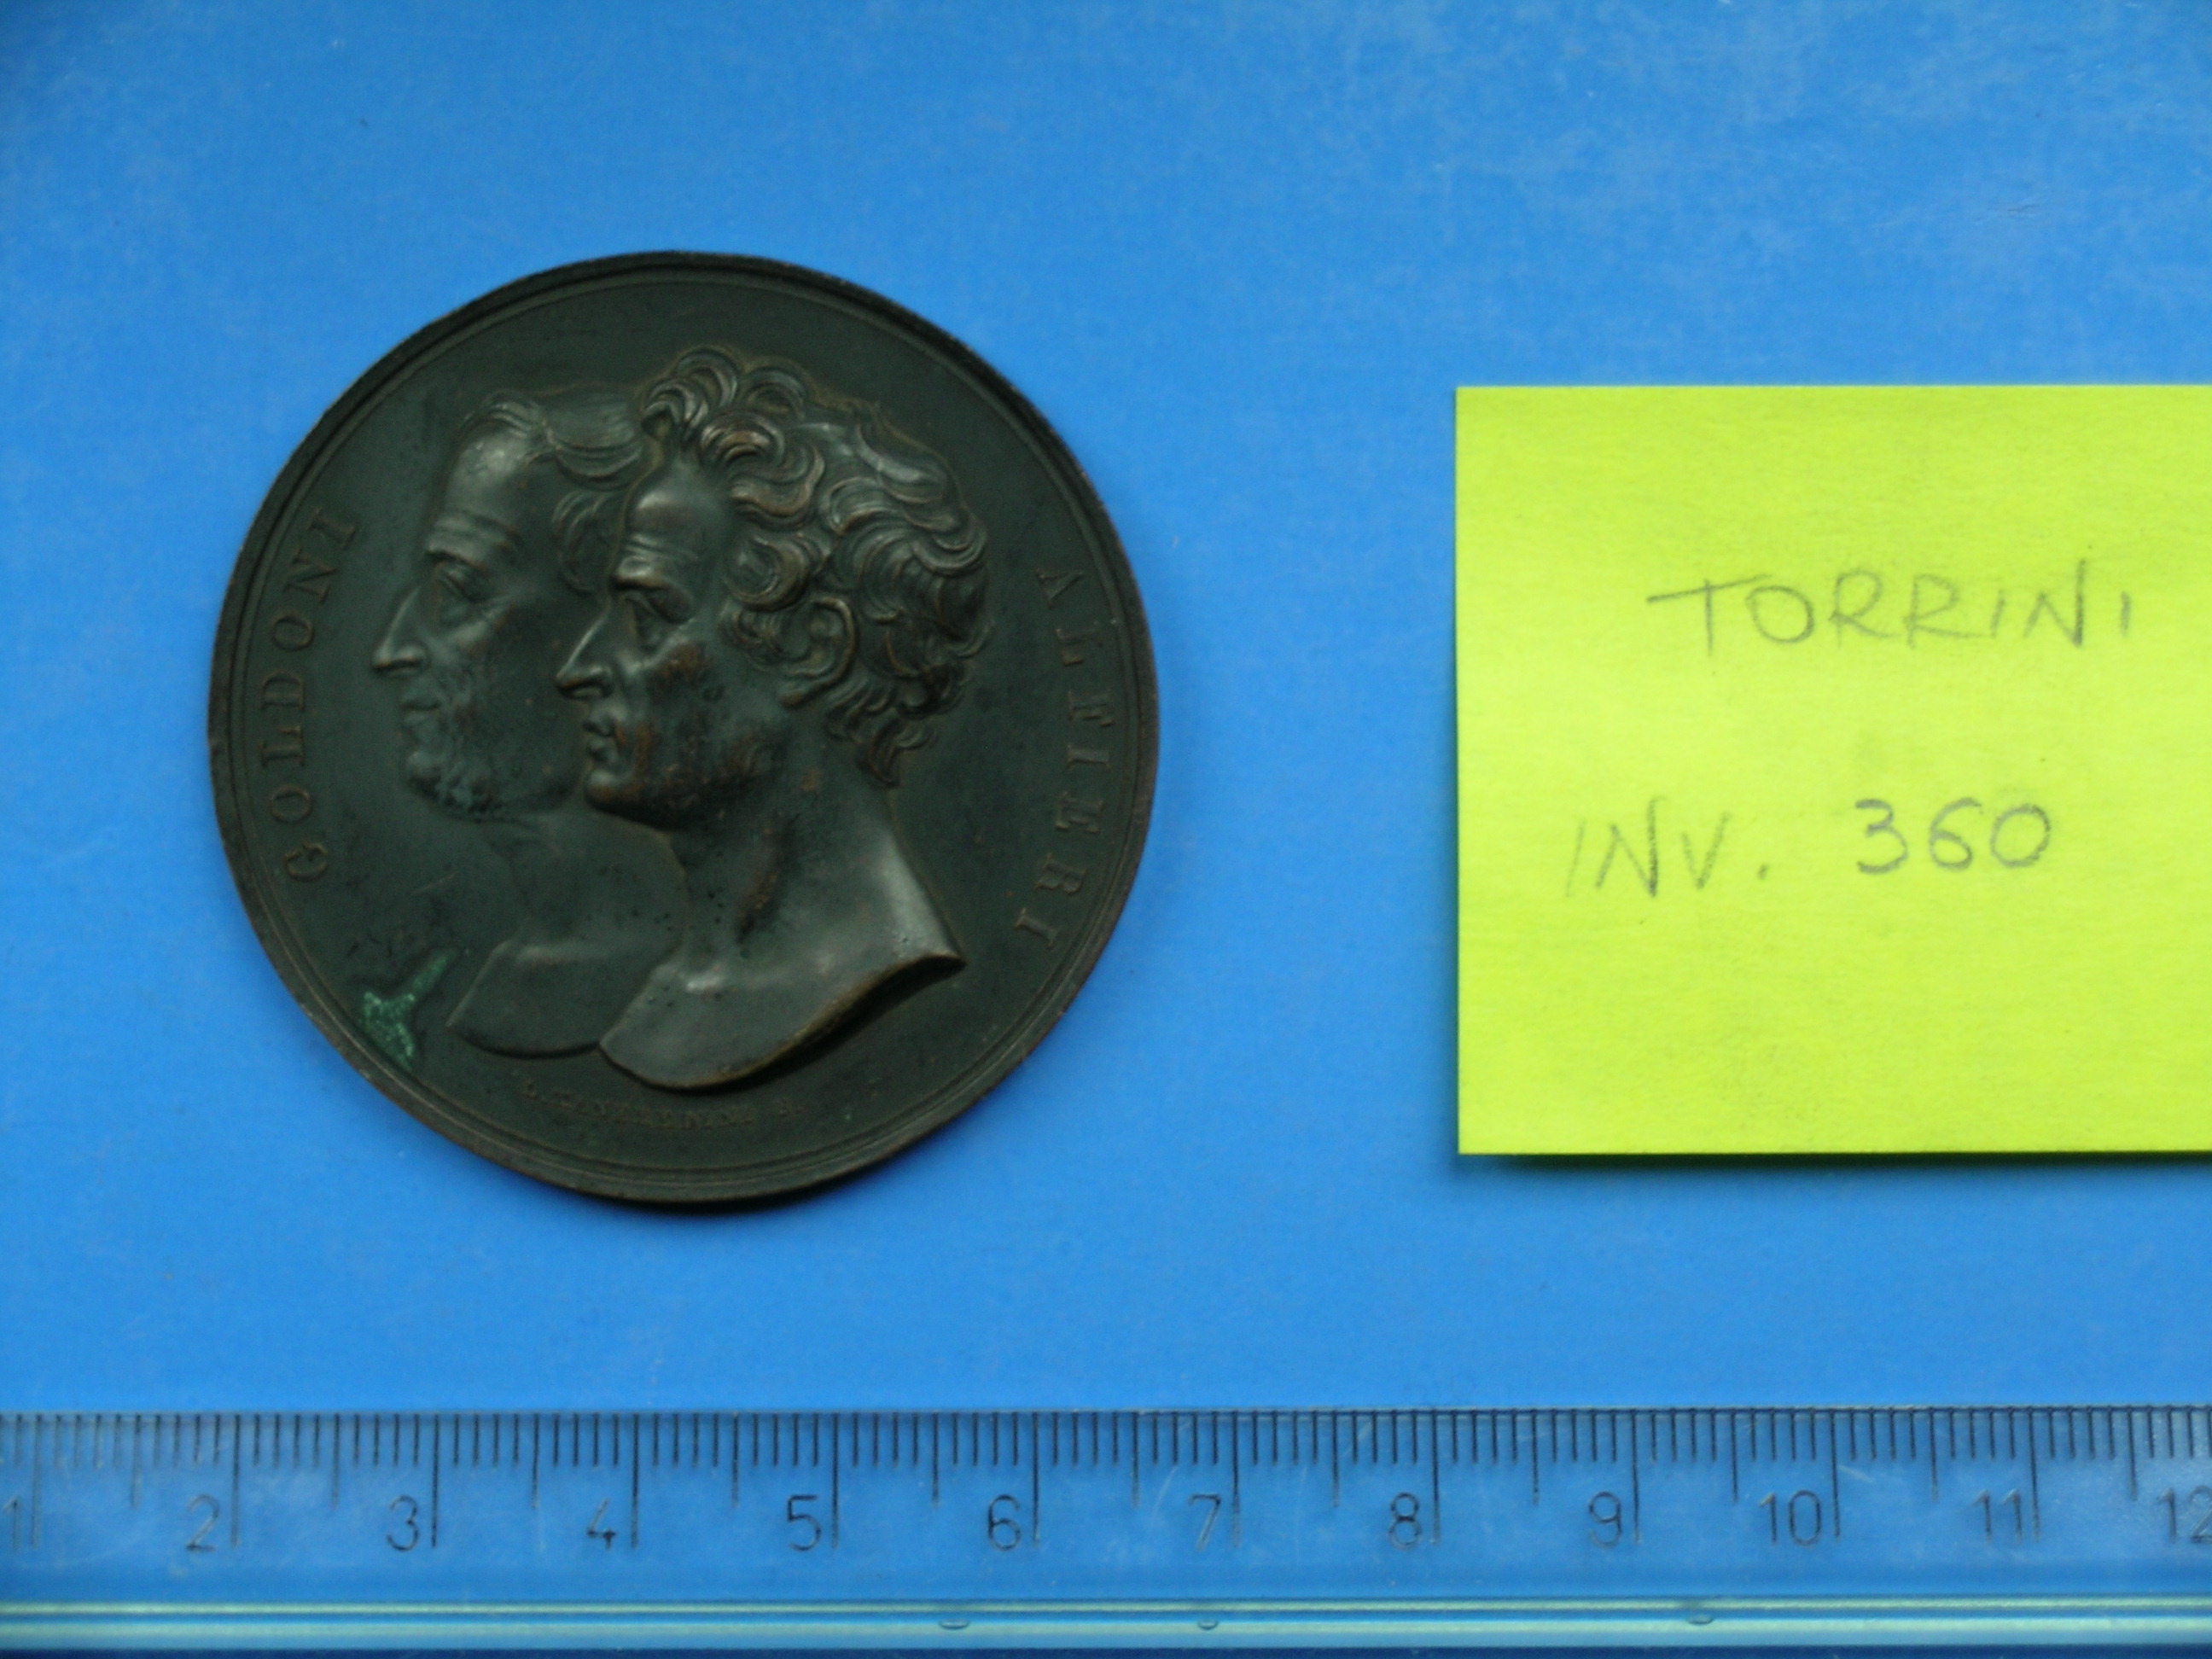 GOLDONI
ALFIERI
TORRINI
INV. 360
1 2 3 4 5 6 7 8 9 10 11 12